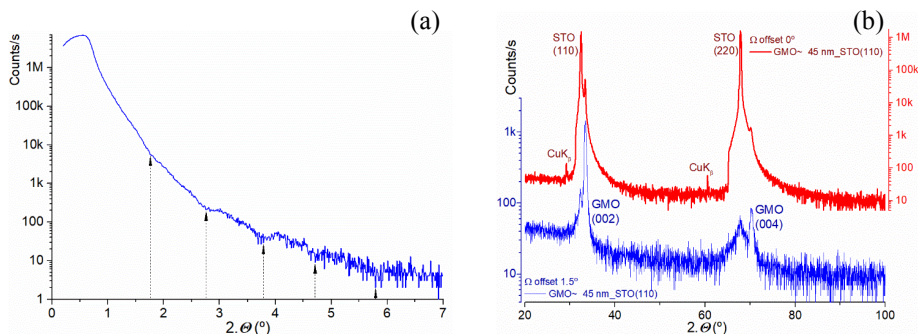 (a)
Counts/s
1M
100k
10k
1k
100
10
1
0 1 2 3 4 5 6 7
2.Θ (º)
(b)
Counts/s
STO
(110)
STO
(220)
Ω offset 0º
GMO~ 45 nm_STO(110)
1M
100k
10k
1k
100
10
1k
100
10
CuKβ
CuKβ
GMO
(002)
GMO
(004)
Ω offset 1.5º
GMO~ 45 nm_STO(110)
20 40 60 80 100
2.Θ (º)